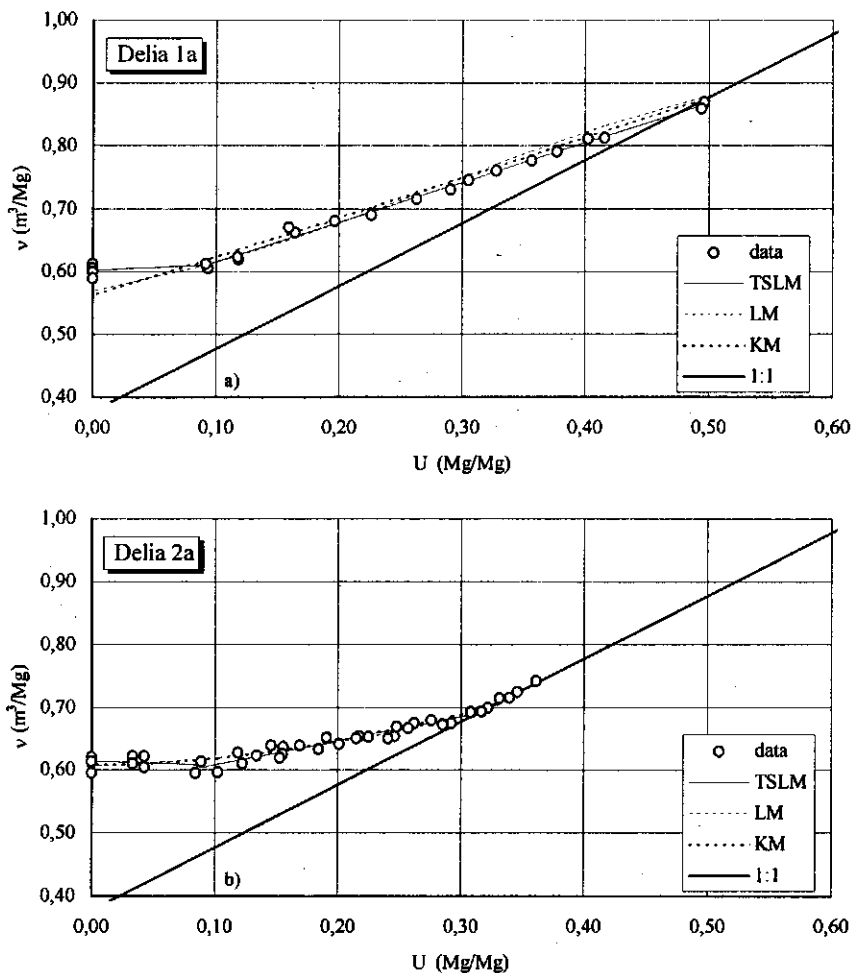 1,00
Delia 1a
0,90
0,80
0,70
0,60
0,50
0,40
ν (m³/Mg)
data
TSLM
LM
KM
1:1
a)
0,00 0,10 0,20 0,30 0,40 0,50 0,60
U (Mg/Mg)
1,00
Delia 2a
0,90
0,80
0,70
0,60
0,50
0,40
ν (m³/Mg)
data
TSLM
LM
KM
1:1
b)
0,00 0,10 0,20 0,30 0,40 0,50 0,60
U (Mg/Mg)